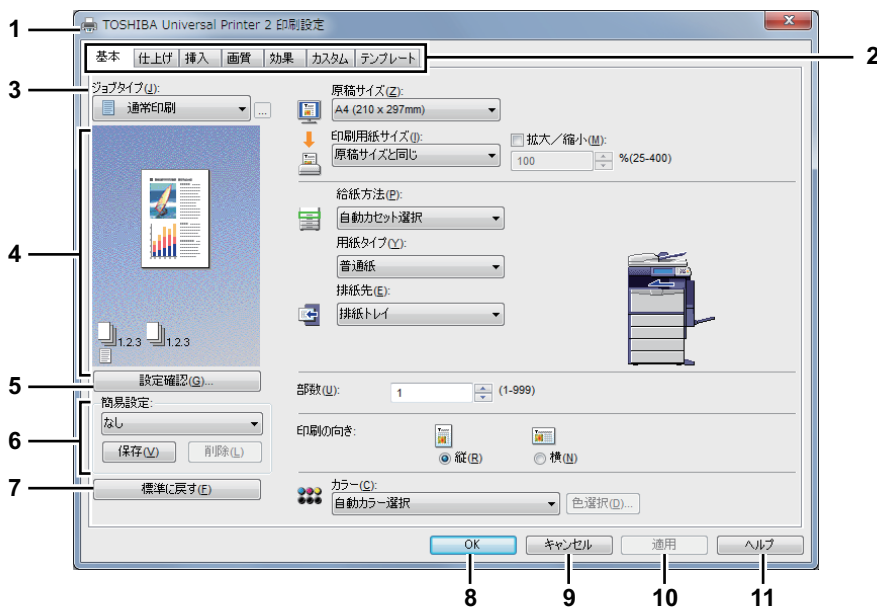 1
TOSHIBA Universal Printer 2 印刷設定
2
基本 仕上げ 挿入 画質 効果 カスタム テンプレート
3
ジョブタイプ(J):
通常印刷
...
4
1.2.3 1.2.3
5
設定確認(G)...
6
簡易設定:
なし
保存(V) 削除(L)
7
標準に戻す(F)
原稿サイズ(Z):
A4 (210 x 297mm)
印刷用紙サイズ(I):
原稿サイズと同じ
拡大/縮小(M):
100 %(25-400)
給紙方法(P):
自動カセット選択
用紙タイプ(Y):
普通紙
排紙先(E):
排紙トレイ
部数(U): 1 (1-999)
印刷の向き:
縦(R) 横(N)
カラー(C):
自動カラー選択 色選択(D)...
OK キャンセル 適用 ヘルプ
8 9 10 11